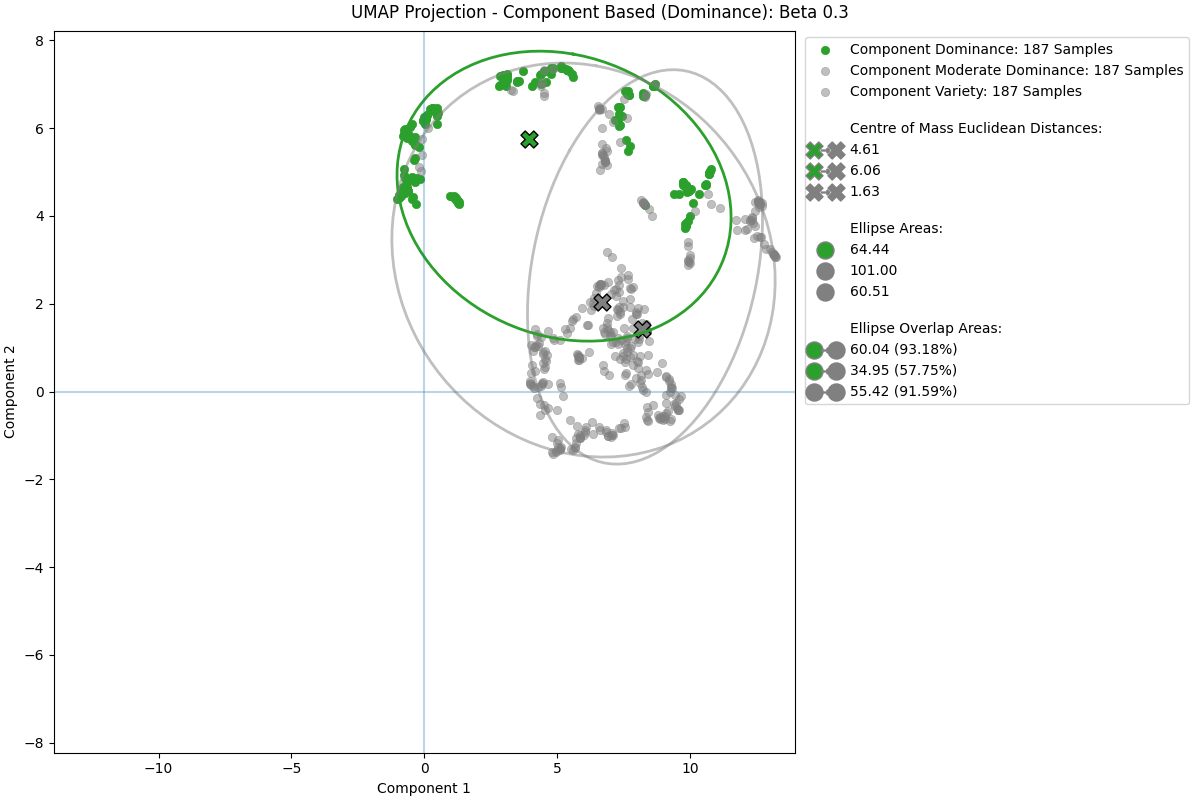 UMAP Projection - Component Based (Dominance): Beta 0.3
Component Dominance: 187 Samples
Component Moderate Dominance: 187 Samples
Component Variety: 187 Samples
Centre of Mass Euclidean Distances:
4.61
6.06
1.63
Ellipse Areas:
64.44
101.00
60.51
Ellipse Overlap Areas:
60.04 (93.18%)
34.95 (57.75%)
55.42 (91.59%)
8
6
4
2
0
−2
−4
−6
−8
Component 2
−10
−5
0
5
10
Component 1